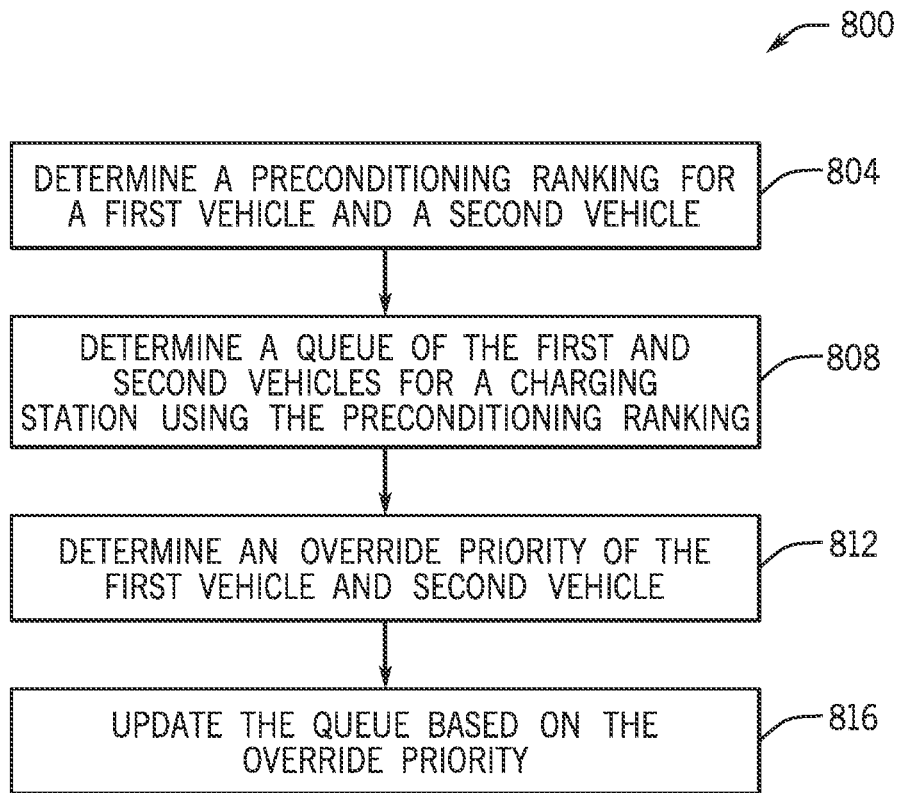 800
DETERMINE A PRECONDITIONING RANKING FOR
A FIRST VEHICLE AND A SECOND VEHICLE
804
DETERMINE A QUEUE OF THE FIRST AND
SECOND VEHICLES FOR A CHARGING
STATION USING THE PRECONDITIONING RANKING
808
DETERMINE AN OVERRIDE PRIORITY OF THE
FIRST VEHICLE AND SECOND VEHICLE
812
UPDATE THE QUEUE BASED ON THE
OVERRIDE PRIORITY
816